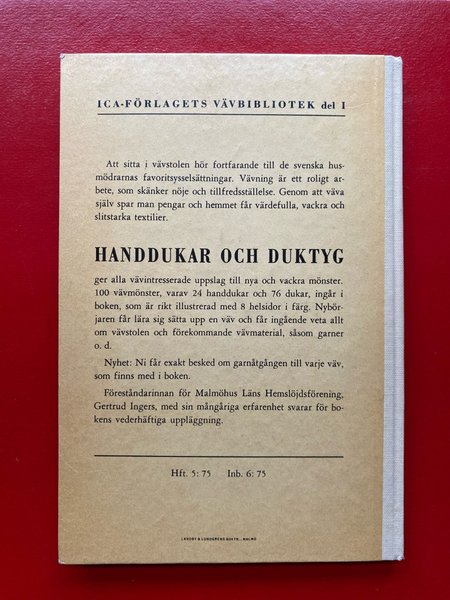 ICA-FÖRLAGETS VÄVBIBLIOTEK del I
Att sitta i vävstolen hör fortfarande till de svenska hus-
mödrarnas favoritsysselsättningar. Vävning är ett roligt ar-
bete, som skänker nöje och tillfredsställelse. Genom att väva
själv spar man pengar och hemmet får värdefulla, vackra och
slitstarka textilier.
HANDDUKAR OCH DUKTYG
ger alla vävintresserade uppslag till nya och vackra mönster.
100 vävmönster, varav 24 handdukar och 76 dukar, ingår i
boken, som är rikt illustrerad med 8 helsidor i färg. Nybör-
jaren får lära sig sätta upp en väv och får ingående veta allt
om vävstolen och förekommande vävmaterial, såsom garner
o. d.
Nyhet: Ni får exakt besked om garnåtgången till varje väv,
som finns med i boken.
Föreståndarinnan för Malmöhus Läns Hemslöjdsförening,
Gertrud Ingers, med sin mångåriga erfarenhet svarar för bo-
kens vederhäftiga uppläggning.
Hft. 5: 75 Inb. 6: 75
LANDBY & LUNDGRENS BOKTR., MALMÖ